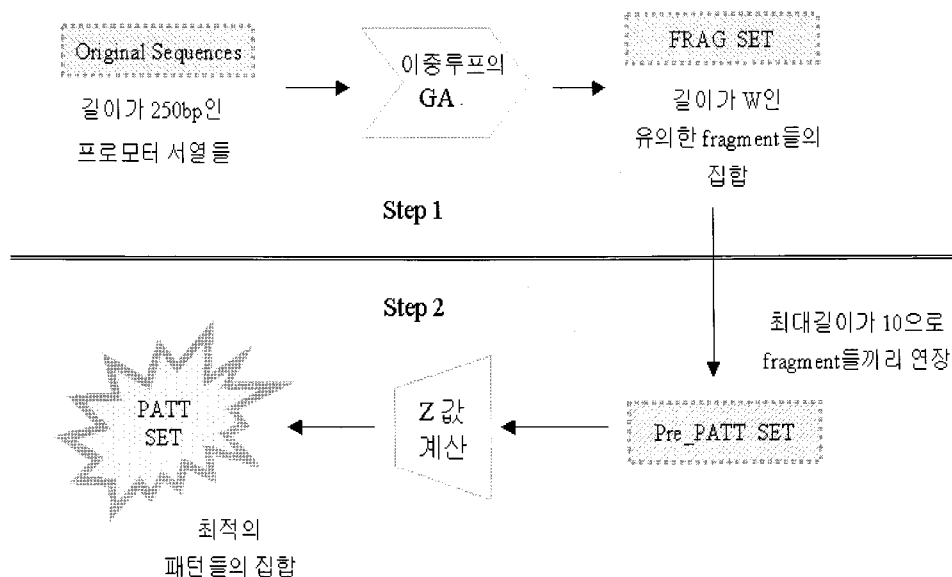 Original Sequences
길이가 250bp인
프로모터 서열들
이중루프의
GA
FRAG SET
길이가 W인
유의한 fragment들의
집합
Step 1
Step 2
최대길이가 10으로
fragment들끼리 연장
Pre_PATT SET
Z 값
계산
PATT
SET
최적의
패턴들의 집합